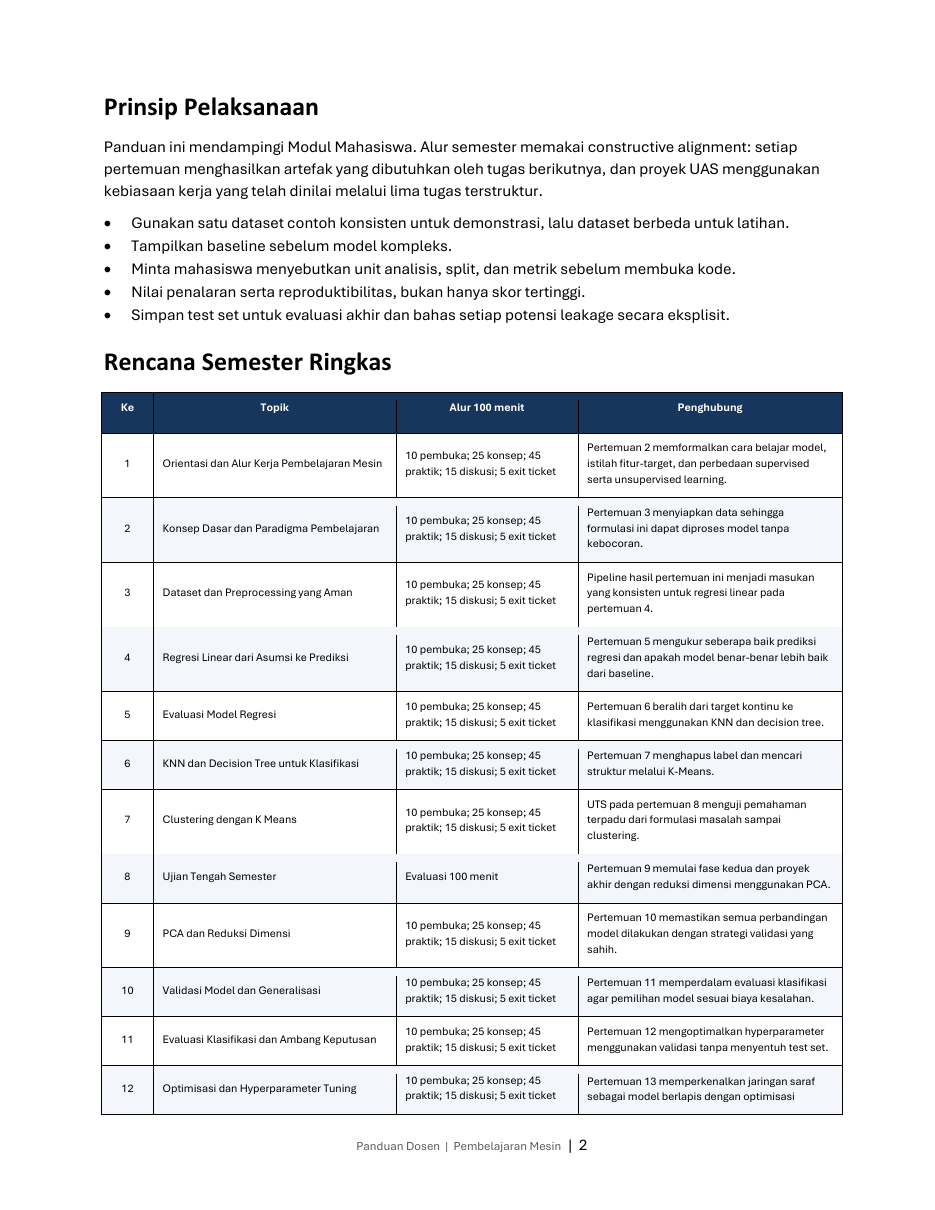 Prinsip Pelaksanaan
Panduan ini mendampingi Modul Mahasiswa. Alur semester memakai constructive alignment: setiap
pertemuan menghasilkan artefak yang dibutuhkan oleh tugas berikutnya, dan proyek UAS menggunakan
kebiasaan kerja yang telah dinilai melalui lima tugas terstruktur.
• Gunakan satu dataset contoh konsisten untuk demonstrasi, lalu dataset berbeda untuk latihan.
• Tampilkan baseline sebelum model kompleks.
• Minta mahasiswa menyebutkan unit analisis, split, dan metrik sebelum membuka kode.
• Nilai penalaran serta reproduktibilitas, bukan hanya skor tertinggi.
• Simpan test set untuk evaluasi akhir dan bahas setiap potensi leakage secara eksplisit.
Rencana Semester Ringkas
Ke Topik Alur 100 menit Penghubung
1
Orientasi dan Alur Kerja Pembelajaran Mesin
10 pembuka; 25 konsep; 45
praktik; 15 diskusi; 5 exit ticket
Pertemuan 2 memformalkan cara belajar model,
istilah fitur-target, dan perbedaan supervised
serta unsupervised learning.
2
Konsep Dasar dan Paradigma Pembelajaran
10 pembuka; 25 konsep; 45
praktik; 15 diskusi; 5 exit ticket
Pertemuan 3 menyiapkan data sehingga
formulasi ini dapat diproses model tanpa
kebocoran.
3
Dataset dan Preprocessing yang Aman
10 pembuka; 25 konsep; 45
praktik; 15 diskusi; 5 exit ticket
Pipeline hasil pertemuan ini menjadi masukan
yang konsisten untuk regresi linear pada
pertemuan 4.
4
Regresi Linear dari Asumsi ke Prediksi
10 pembuka; 25 konsep; 45
praktik; 15 diskusi; 5 exit ticket
Pertemuan 5 mengukur seberapa baik prediksi
regresi dan apakah model benar-benar lebih baik
dari baseline.
5
Evaluasi Model Regresi
10 pembuka; 25 konsep; 45
praktik; 15 diskusi; 5 exit ticket
Pertemuan 6 beralih dari target kontinu ke
klasifikasi menggunakan KNN dan decision tree.
6
KNN dan Decision Tree untuk Klasifikasi
10 pembuka; 25 konsep; 45
praktik; 15 diskusi; 5 exit ticket
Pertemuan 7 menghapus label dan mencari
struktur melalui K-Means.
7
Clustering dengan K Means
10 pembuka; 25 konsep; 45
praktik; 15 diskusi; 5 exit ticket
UTS pada pertemuan 8 menguji pemahaman
terpadu dari formulasi masalah sampai
clustering.
8
Ujian Tengah Semester
Evaluasi 100 menit
Pertemuan 9 memulai fase kedua dan proyek
akhir dengan reduksi dimensi menggunakan PCA.
9
PCA dan Reduksi Dimensi
10 pembuka; 25 konsep; 45
praktik; 15 diskusi; 5 exit ticket
Pertemuan 10 memastikan semua perbandingan
model dilakukan dengan strategi validasi yang
sahih.
10
Validasi Model dan Generalisasi
10 pembuka; 25 konsep; 45
praktik; 15 diskusi; 5 exit ticket
Pertemuan 11 memperdalam evaluasi klasifikasi
agar pemilihan model sesuai biaya kesalahan.
11
Evaluasi Klasifikasi dan Ambang Keputusan
10 pembuka; 25 konsep; 45
praktik; 15 diskusi; 5 exit ticket
Pertemuan 12 mengoptimalkan hyperparameter
menggunakan validasi tanpa menyentuh test set.
12
Optimisasi dan Hyperparameter Tuning
10 pembuka; 25 konsep; 45
praktik; 15 diskusi; 5 exit ticket
Pertemuan 13 memperkenalkan jaringan saraf
sebagai model berlapis dengan optimisasi
Panduan Dosen | Pembelajaran Mesin | 2